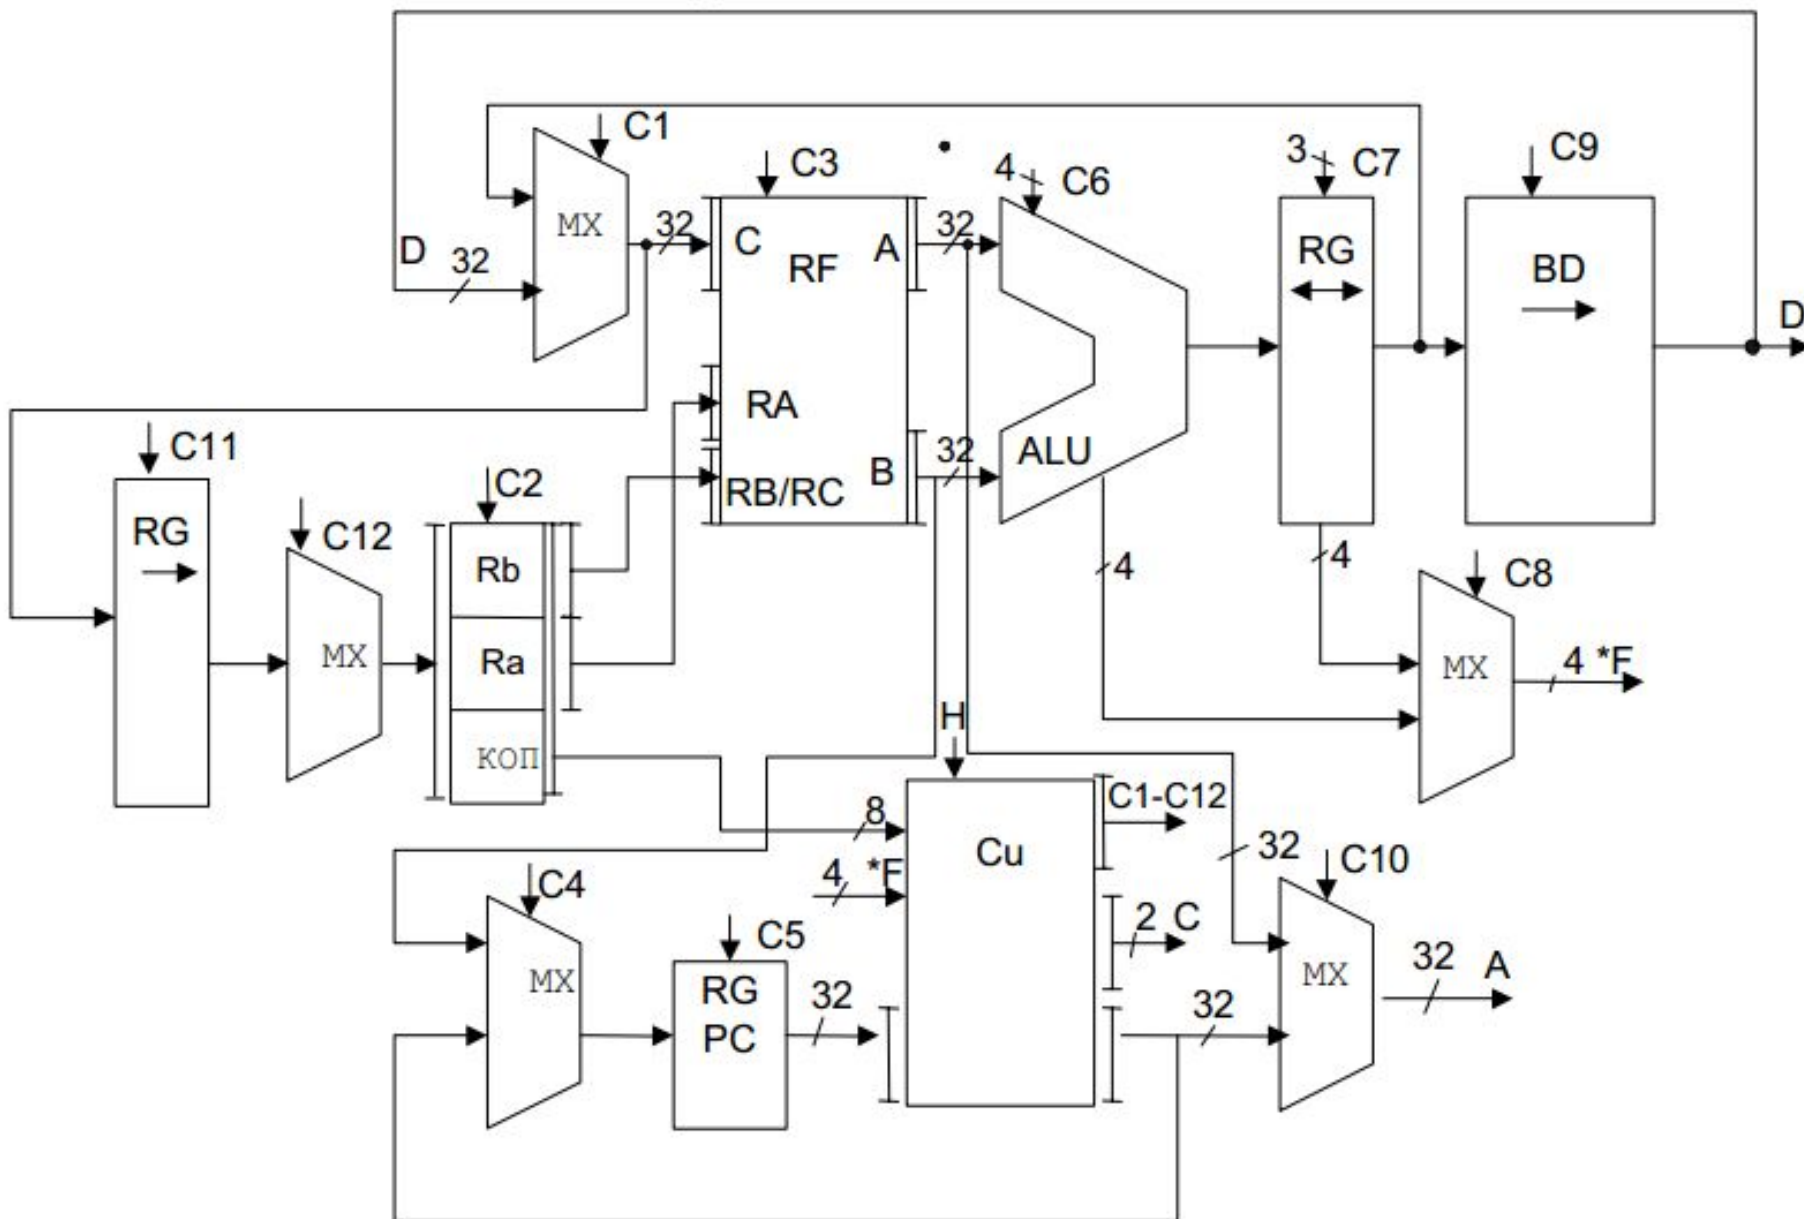 C1
C3
4
C6
3
C7
C9
MX
32
C
A
32
RF
RG
BD
D
32
D
RA
C11
RB/RC
B
32
ALU
RG
C2
C12
Rb
4
4
C8
MX
Ra
MX
4 *F
H
КОП
C1-C12
8
Cu
32
C10
4 *F
C4
2 C
C5
MX
RG
PC
32
MX
32
A
32